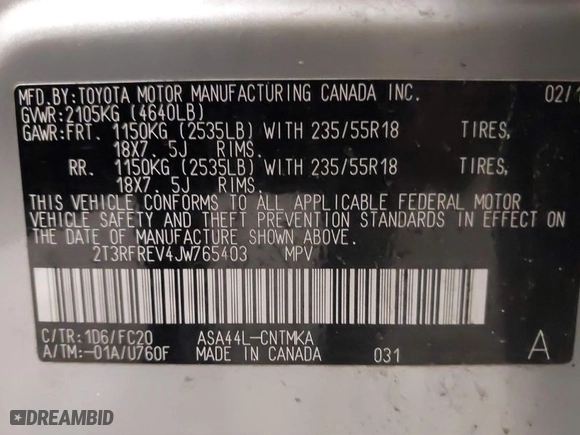 MFD.BY:TOYOTA MOTOR MANUFACTURING CANADA INC. 02/1
GVWR:2105KG (4640LB)
GAWR:FRT. 1150KG (2535LB) WITH 235/55R18 TIRES,
18X7. 5J RIMS.
RR. 1150KG (2535LB) WITH 235/55R18 TIRES,
18X7. 5J RIMS.
THIS VEHICLE CONFORMS TO ALL APPLICABLE FEDERAL MOTOR
VEHICLE SAFETY AND THEFT PREVENTION STANDARDS IN EFFECT ON
THE DATE OF MANUFACTURE SHOWN ABOVE.
2T3RFREV4JW765403 MPV
C/TR:1D6/FC20 ASA44L-CNTMKA
A/TM:-01A/U760F MADE IN CANADA 031 A
DREAMBID